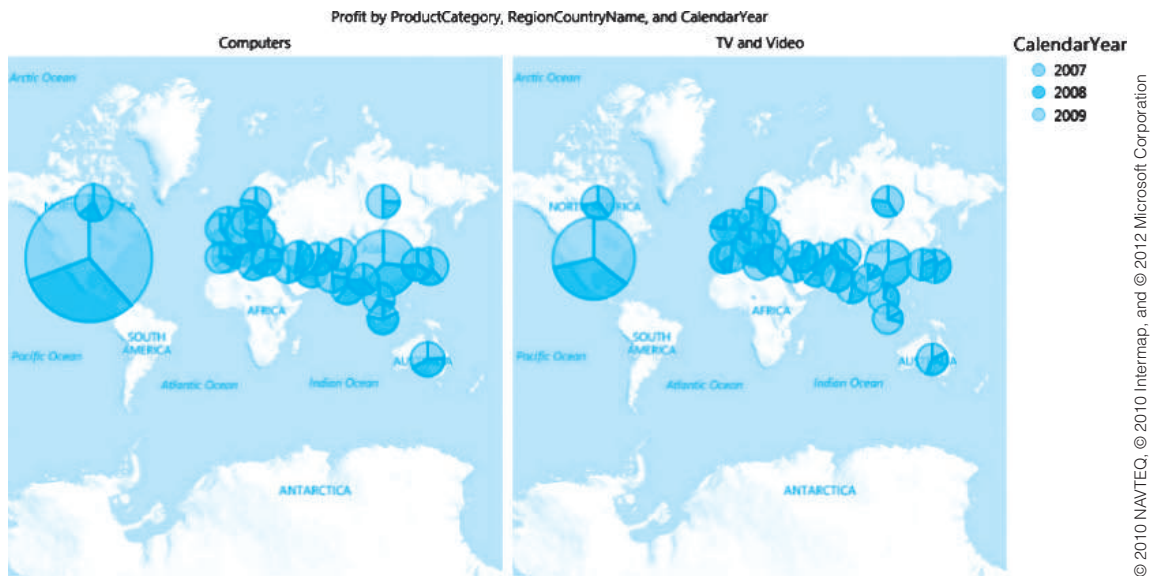 Profit by ProductCategory, RegionCountryName, and CalendarYear
Computers
TV and Video
CalendarYear
2007
2008
2009
Arctic Ocean
AFRICA
SOUTH
AMERICA
Pacific Ocean
Atlantic Ocean
Indian Ocean
ANTARCTICA
Arctic Ocean
NORTH AMERICA
AFRICA
SOUTH
AMERICA
Pacific Ocean
Atlantic Ocean
Indian Ocean
ANTARCTICA
© 2010 NAVTEQ, © 2010 Intermap, and © 2012 Microsoft Corporation